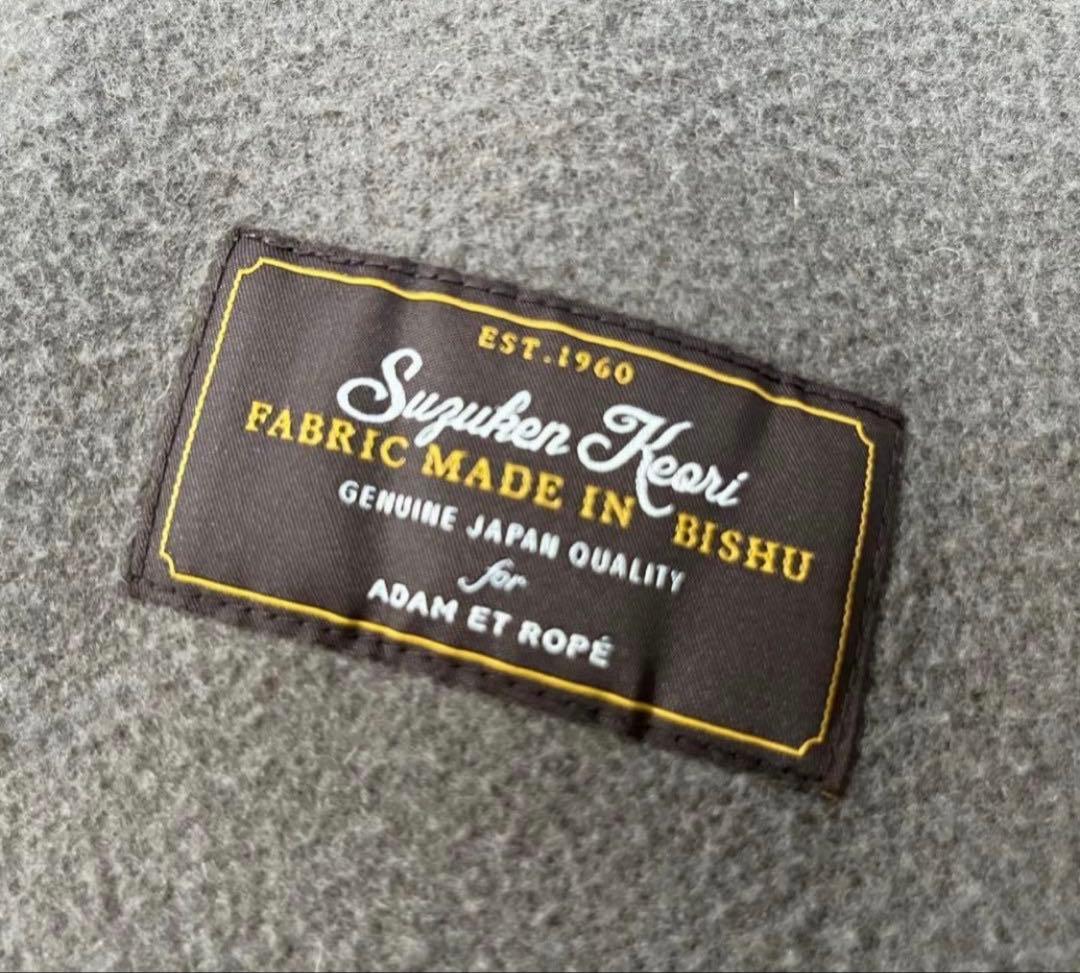 EST.1960
Suzuken Keori
FABRIC MADE IN BISHU
GENUINE JAPAN QUALITY
for
ADAM ET ROPÉ